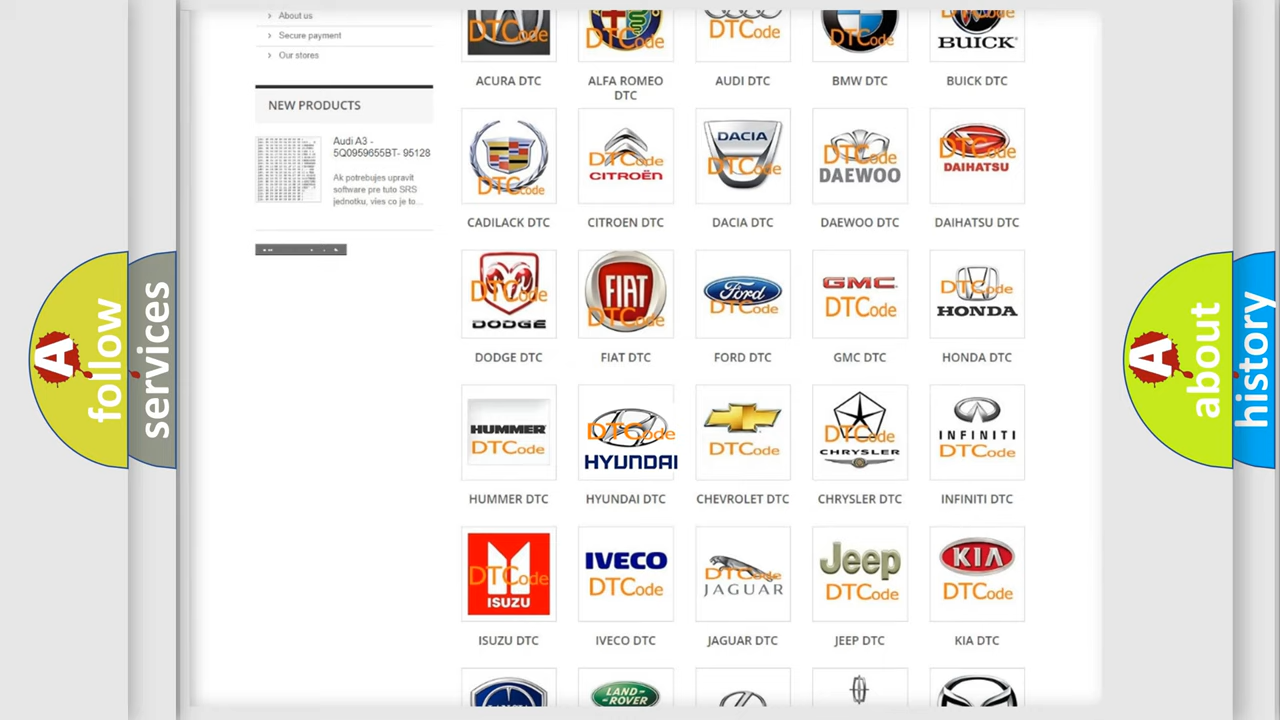 About us
Secure payment
Our stores
NEW PRODUCTS
Audi A3 -
5Q0959655BT- 95128
Ak potrebujes upravit
software pre tuto SRS
jednotku, vies co je to...
DTCode
DTCode
DTCode
DTCode
BUICK
ACURA DTC
ALFA ROMEO
DTC
AUDI DTC
BMW DTC
BUICK DTC
DTCode
DTCode
CITROËN
DACIA
DTCode
DTCode
DAEWOO
DTCode
DAIHATSU
CADILACK DTC
CITROEN DTC
DACIA DTC
DAEWOO DTC
DAIHATSU DTC
DTCode
DODGE
FIAT
DTCode
Ford
DTCode
GMC
DTCode
DTCode
HONDA
DODGE DTC
FIAT DTC
FORD DTC
GMC DTC
HONDA DTC
HUMMER
DTCode
DTCode
HYUNDAI
DTCode
DTCode
CHRYSLER
INFINITI
DTCode
HUMMER DTC
HYUNDAI DTC
CHEVROLET DTC
CHRYSLER DTC
INFINITI DTC
DTCode
ISUZU
IVECO
DTCode
DTCode
JAGUAR
Jeep
DTCode
KIA
DTCode
ISUZU DTC
IVECO DTC
JAGUAR DTC
JEEP DTC
KIA DTC
LAND-
ROVER
A
follow
services
A
about
history